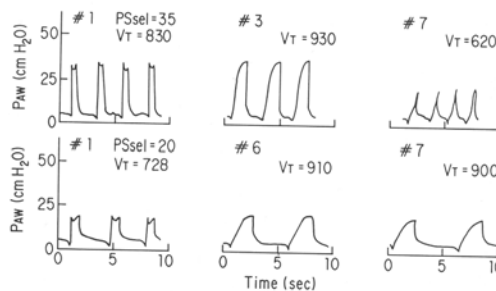 #1 PSsel=35
VT=830
#3
VT=930
#7
VT=620
PAW (cm H2O)
50
25
0
#1 PSsel=20
VT=728
#6
VT=910
#7
VT=900
PAW (cm H2O)
50
25
0
0 5 10
5 10
5 10
Time (sec)